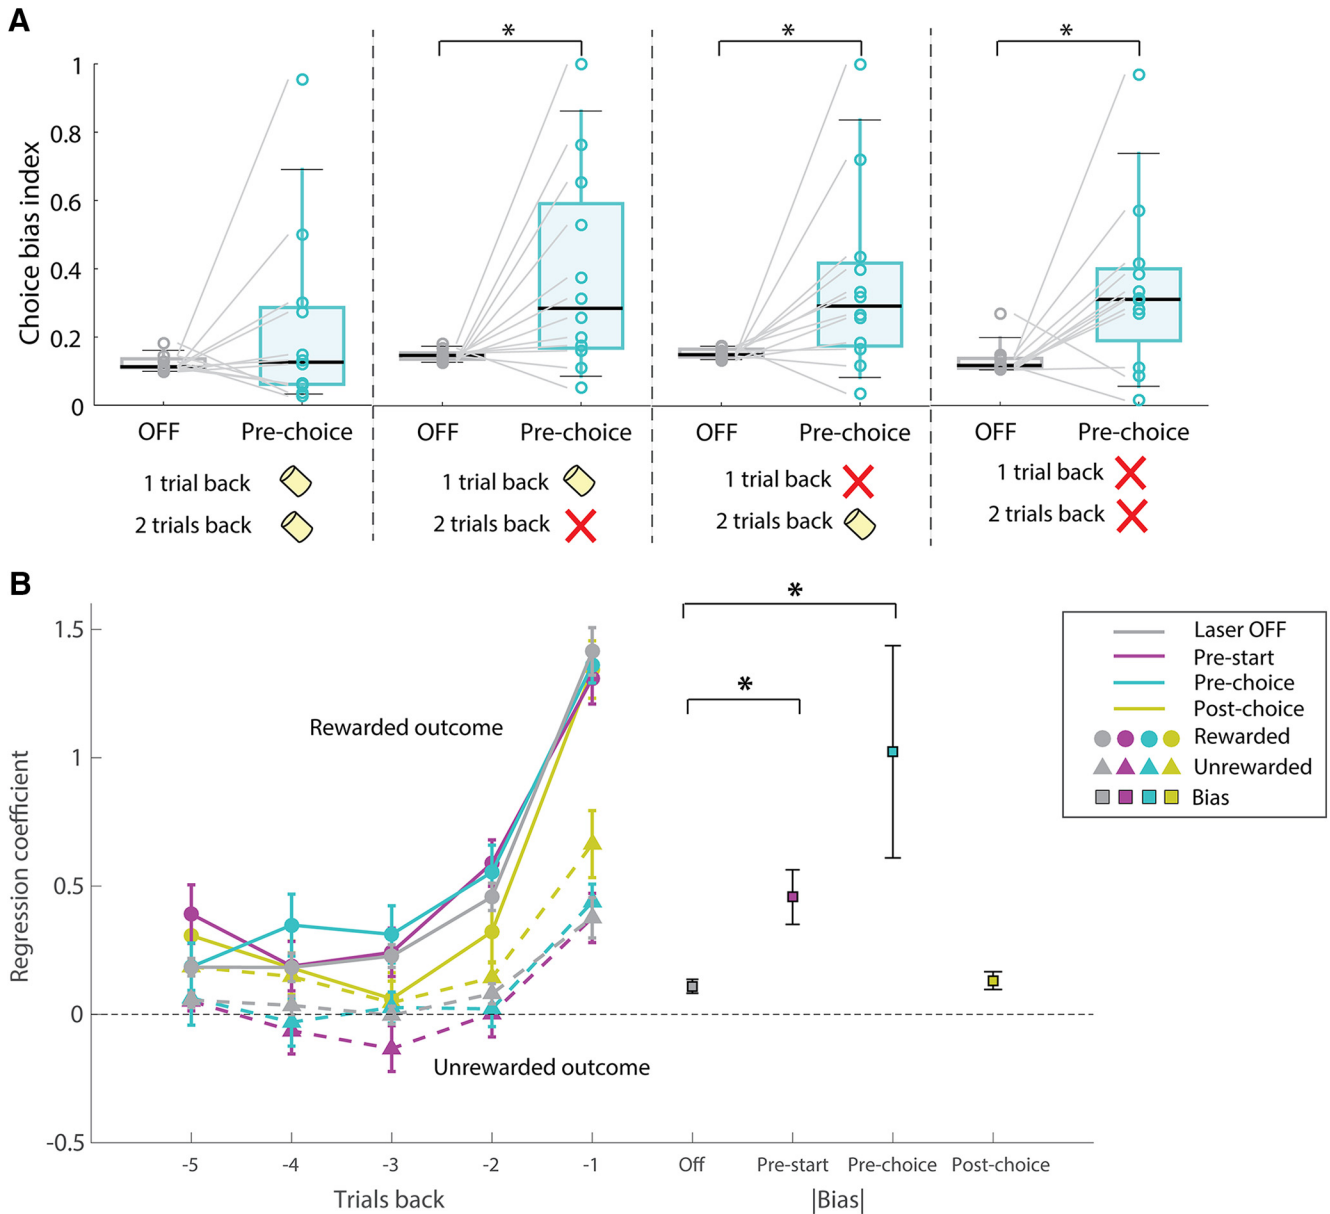 A
* * *
Choice bias index
1
0.8
0.6
0.4
0.2
0
OFF Pre-choice OFF Pre-choice OFF Pre-choice OFF Pre-choice
1 trial back 1 trial back 1 trial back 1 trial back
2 trials back 2 trials back 2 trials back 2 trials back
B
* *
Regression coefficient
1.5
1
0.5
0
-0.5
Rewarded outcome
Unrewarded outcome
Laser OFF
Pre-start
Pre-choice
Post-choice
Rewarded
Unrewarded
Bias
-5 -4 -3 -2 -1 Off Pre-start Pre-choice Post-choice
Trials back |Bias|